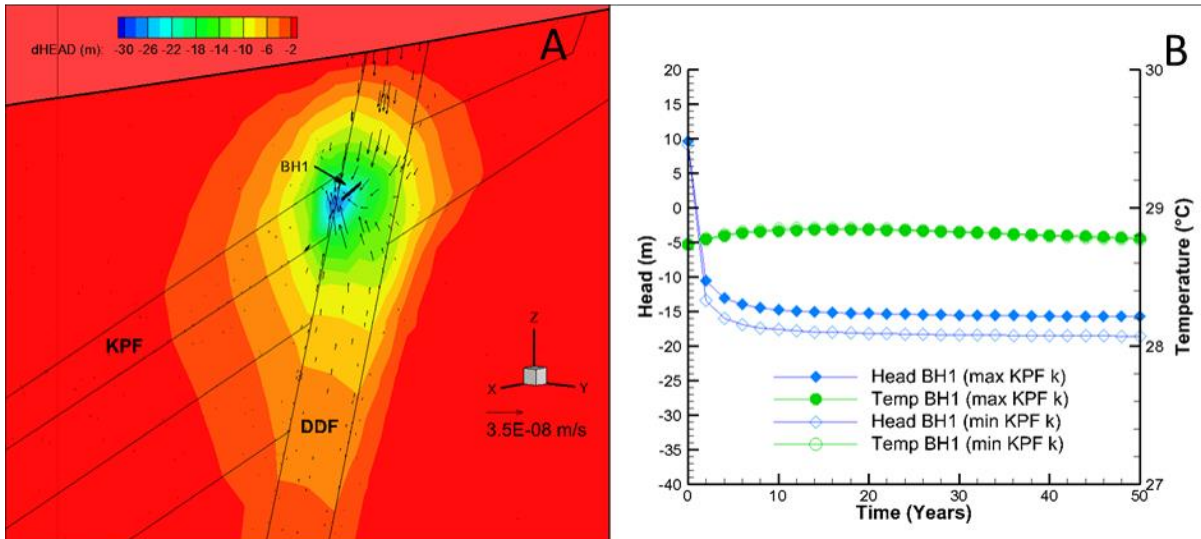 A
dHEAD (m): -30 -26 -22 -18 -14 -10 -6 -2
BH1
KPF
DDF
Z
X
Y
3.5E-08 m/s
B
Head (m)
20
15
10
5
0
-5
-10
-15
-20
-25
-30
-35
-40
30
29
28
27
Temperature (°C)
Head BH1 (max KPF k)
Temp BH1 (max KPF k)
Head BH1 (min KPF k)
Temp BH1 (min KPF k)
0 10 20 30 40 50
Time (Years)